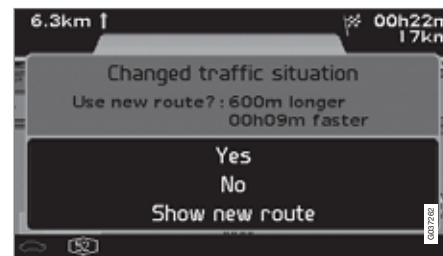 6.3km ↑
00h22m
17km
Changed traffic situation
Use new route? : 600m longer
00h09m faster
Yes
No
Show new route
52
G037262